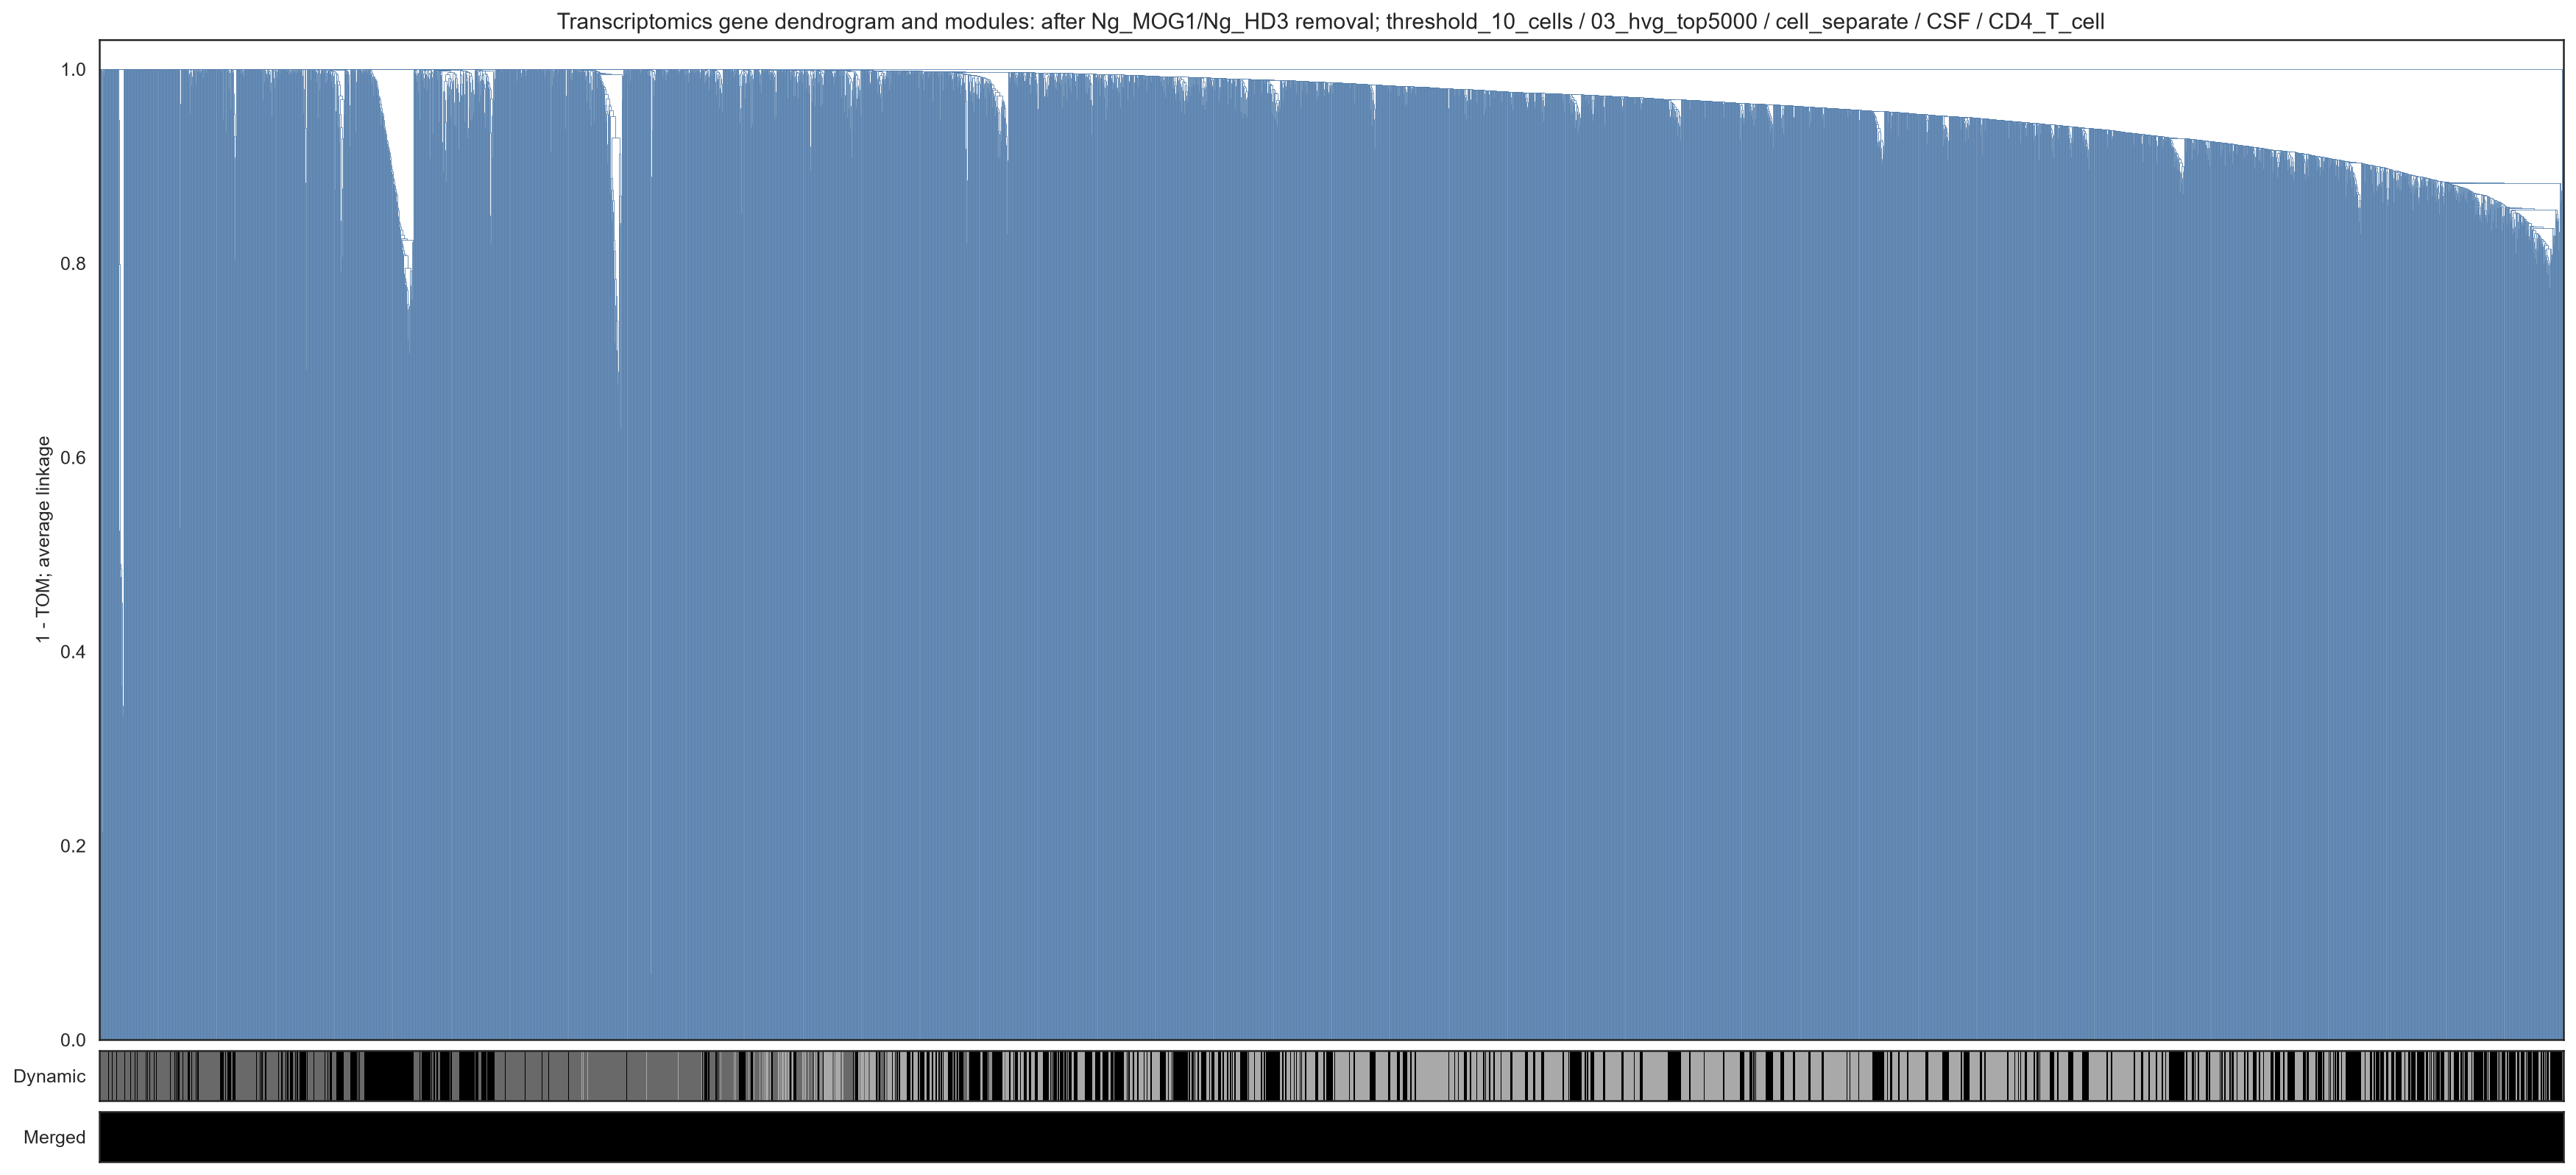 Transcriptomics gene dendrogram and modules: after Ng_MOG1/Ng_HD3 removal; threshold_10_cells / 03_hvg_top5000 / cell_separate / CSF / CD4_T_cell
1.0
0.8
0.6
0.4
0.2
0.0
1 - TOM; average linkage
Dynamic
Merged